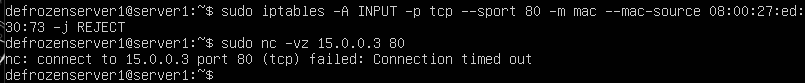 defrozenserver1@server1:~$ sudo iptables -A INPUT -p tcp --sport 80 -m mac --mac-source 08:00:27:ed:
30:73 -j REJECT
defrozenserver1@server1:~$ sudo nc -vz 15.0.0.3 80
nc: connect to 15.0.0.3 port 80 (tcp) failed: Connection timed out
defrozenserver1@server1:~$